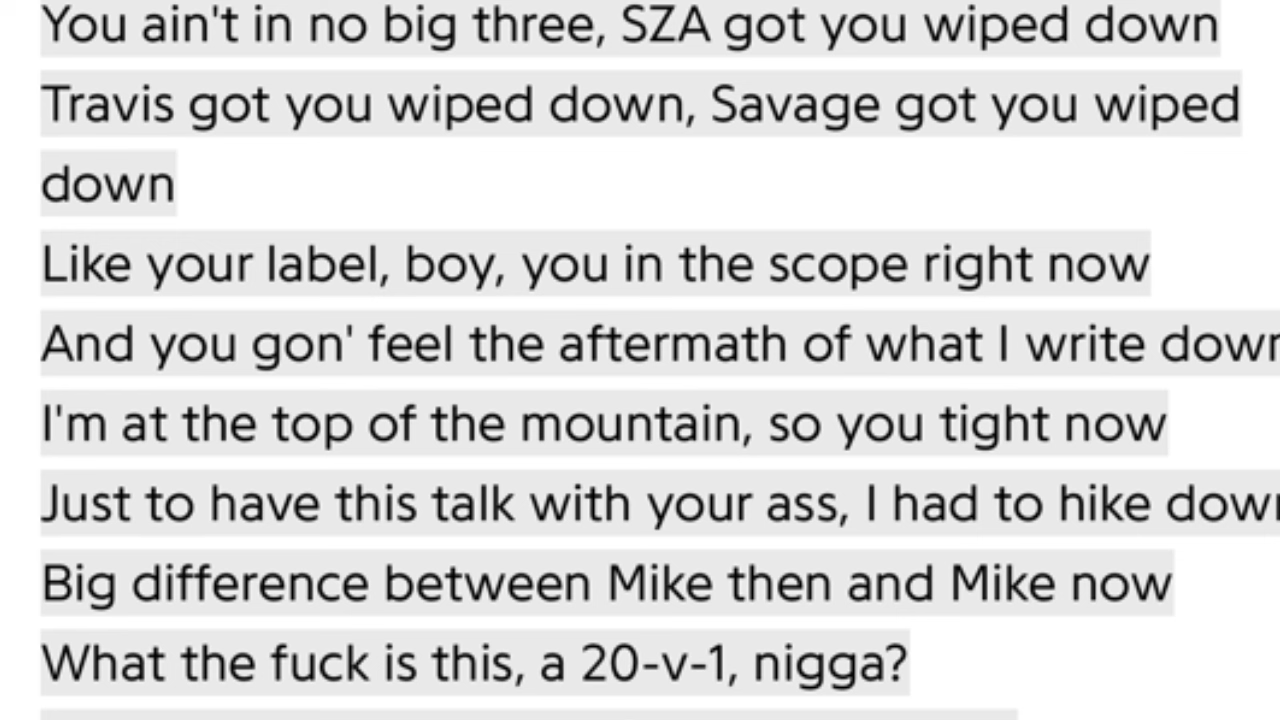 You ain't in no big three, SZA got you wiped down
Travis got you wiped down, Savage got you wiped
down
Like your label, boy, you in the scope right now
And you gon' feel the aftermath of what I write down
I'm at the top of the mountain, so you tight now
Just to have this talk with your ass, I had to hike down
Big difference between Mike then and Mike now
What the fuck is this, a 20-v-1, nigga?